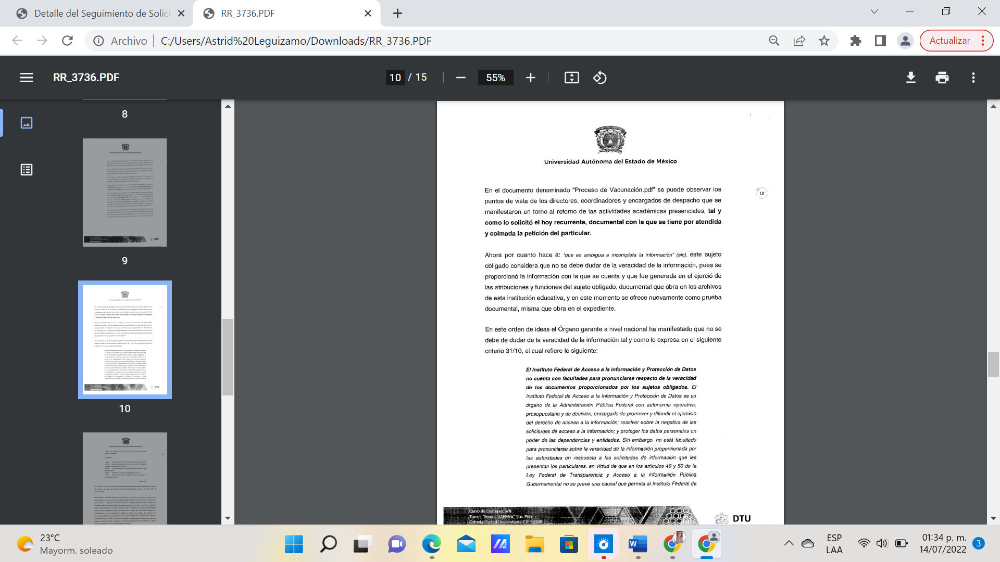 Detalle del Seguimiento de Solici
RR_3736.PDF
Archivo
C:/Users/Astrid%20Leguizamo/Downloads/RR_3736.PDF
Actualizar
RR_3736.PDF
10 / 15
55%
8
9
10
Universidad Autónoma del Estado de México
10
En el documento denominado “Proceso de Vacunación.pdf” se puede observar los
puntos de vista de los directores, coordinadores y encargados de despacho que se
manifestaron en torno al retorno de las actividades académicas presenciales, tal y
como lo solicitó el hoy recurrente, documental con la que se tiene por atendida
y colmada la petición del particular.
Ahora por cuanto hace a: “que es ambigua e incompleta la información” (sic), este sujeto
obligado considera que no se debe dudar de la veracidad de la información, pues se
proporcionó la información con la que se cuenta y que fue generada en el ejerció de
las atribuciones y funciones del sujeto obligado, documental que obra en los archivos
de esta institución educativa, y en este momento se ofrece nuevamente como prueba
documental, misma que obra en el expediente.
En este orden de ideas el Órgano garante a nivel nacional ha manifestado que no se
debe de dudar de la veracidad de la información tal y como lo expresa en el siguiente
criterio 31/10, el cual refiere lo siguiente:
El Instituto Federal de Acceso a la Información y Protección de Datos
no cuenta con facultades para pronunciarse respecto de la veracidad
de los documentos proporcionados por los sujetos obligados. El
Instituto Federal de Acceso a la Información y Protección de Datos es un
órgano de la Administración Pública Federal con autonomía operativa,
presupuestaria y de decisión, encargado de promover y difundir el ejercicio
del derecho de acceso a la información; resolver sobre la negativa de las
solicitudes de acceso a la información; y proteger los datos personales en
poder de las dependencias y entidades. Sin embargo, no está facultado
para pronunciarse sobre la veracidad de la información proporcionada por
las autoridades en respuesta a las solicitudes de información que les
presentan los particulares, en virtud de que en los artículos 49 y 50 de la
Ley Federal de Transparencia y Acceso a la Información Pública
Gubernamental no se prevé una causal que permita al Instituto Federal de
Cerro de Coatepec S/N
Torres “Somos UAEMéx”, 5to. Piso
Colonia Ciudad Universitaria C.P. 50100
DTU
23°C
Mayorm. soleado
ESP
LAA
01:34 p. m.
14/07/2022
3